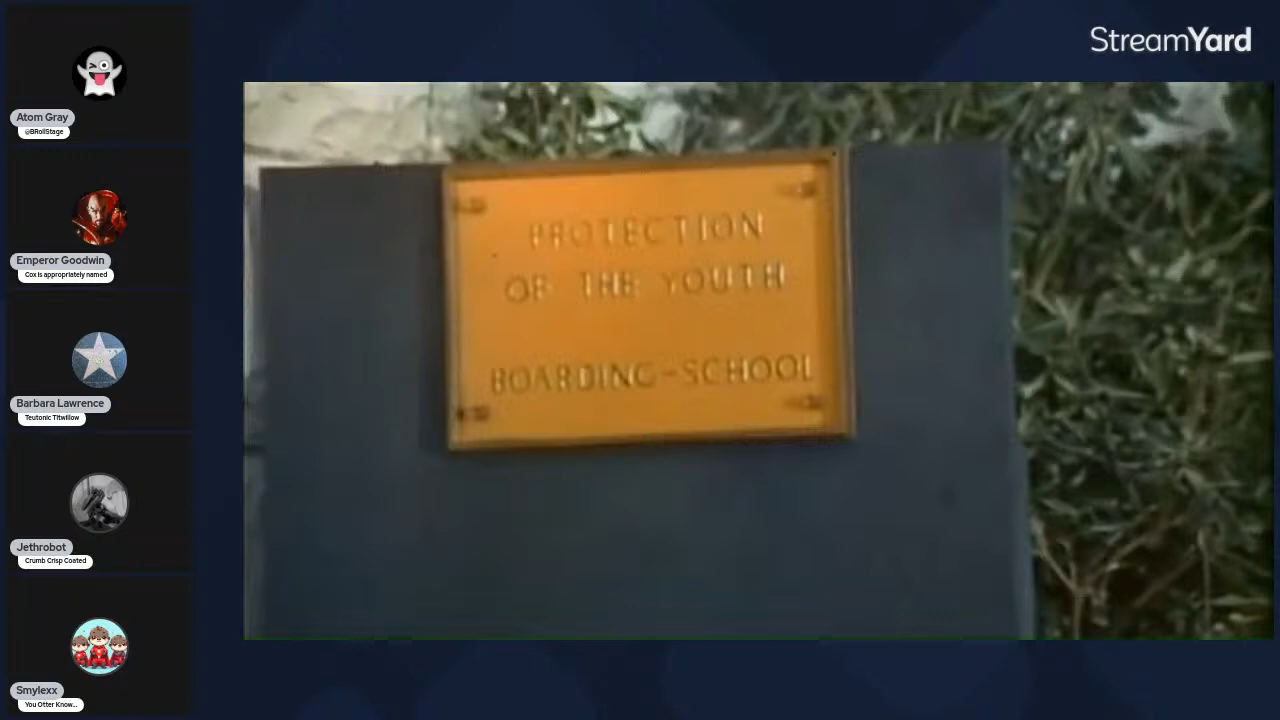 StreamYard
Atom Gray
@BRollStage
Emperor Goodwin
Cox is appropriately named
Barbara Lawrence
Teutonic Titwillow
Jethrobot
Crumb Crisp Coated
Smylexx
You Otter Know...
PROTECTION
OF THE YOUTH
BOARDING-SCHOOL